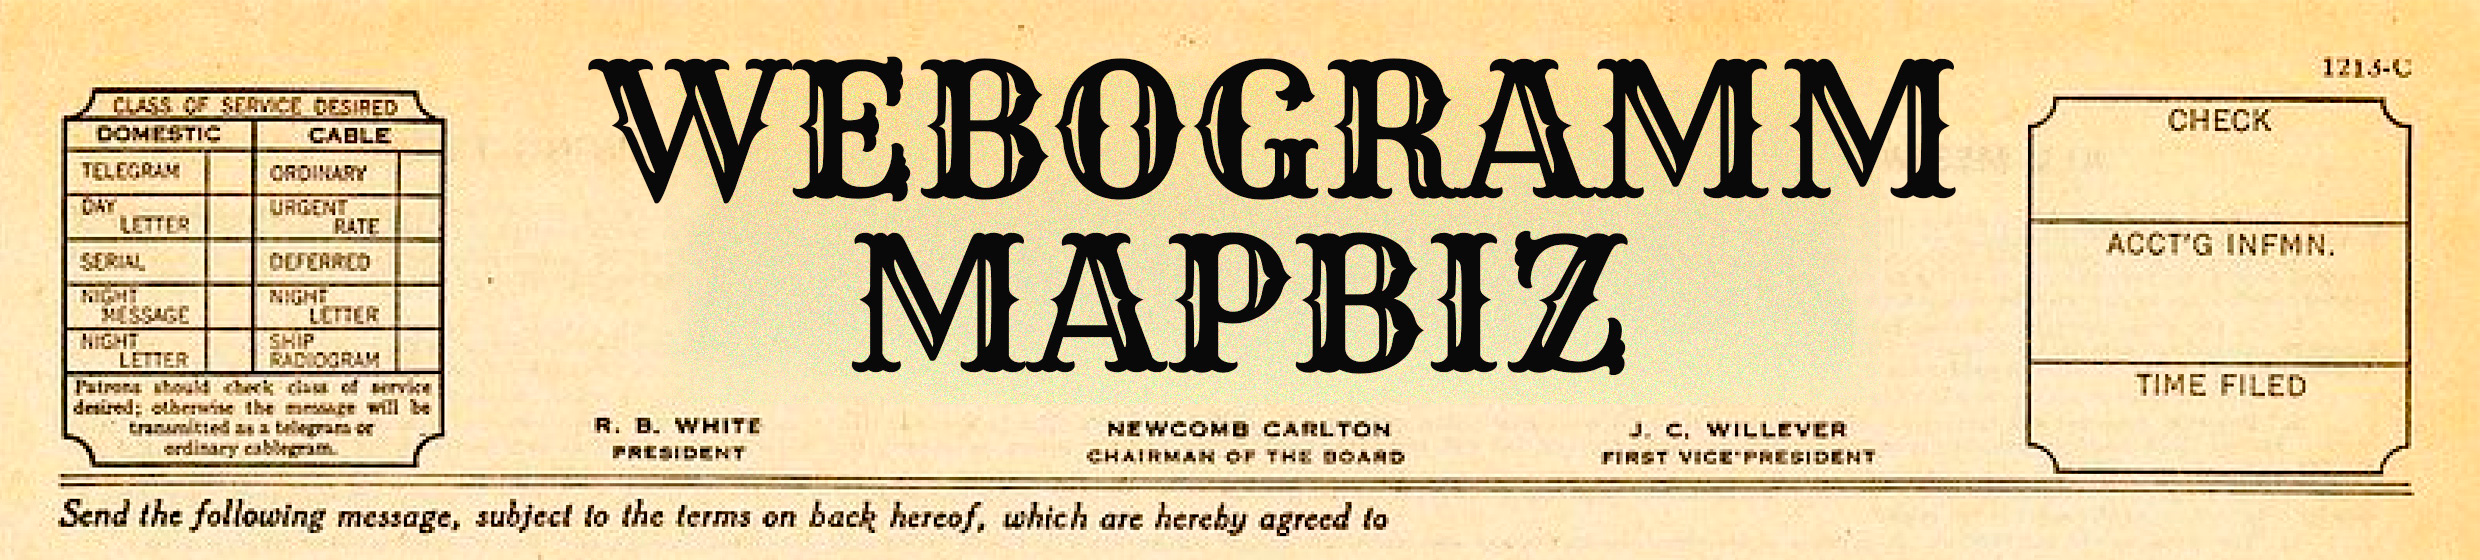 CLASS OF SERVICE DESIRED
DOMESTIC CABLE
TELEGRAM ORDINARY
DAY LETTER URGENT RATE
SERIAL DEFERRED
NIGHT MESSAGE NIGHT LETTER
NIGHT LETTER SHIP RADIOGRAM
Patrons should check class of service
desired; otherwise the message will be
transmitted as a telegram or
ordinary cablegram.
WEBOGRAMM
MAPBIZ
R. B. WHITE
PRESIDENT
NEWCOMB CARLTON
CHAIRMAN OF THE BOARD
J. C. WILLEVER
FIRST VICE-PRESIDENT
1213-C
CHECK
ACCT'G INFMN.
TIME FILED
Send the following message, subject to the terms on back hereof, which are hereby agreed to